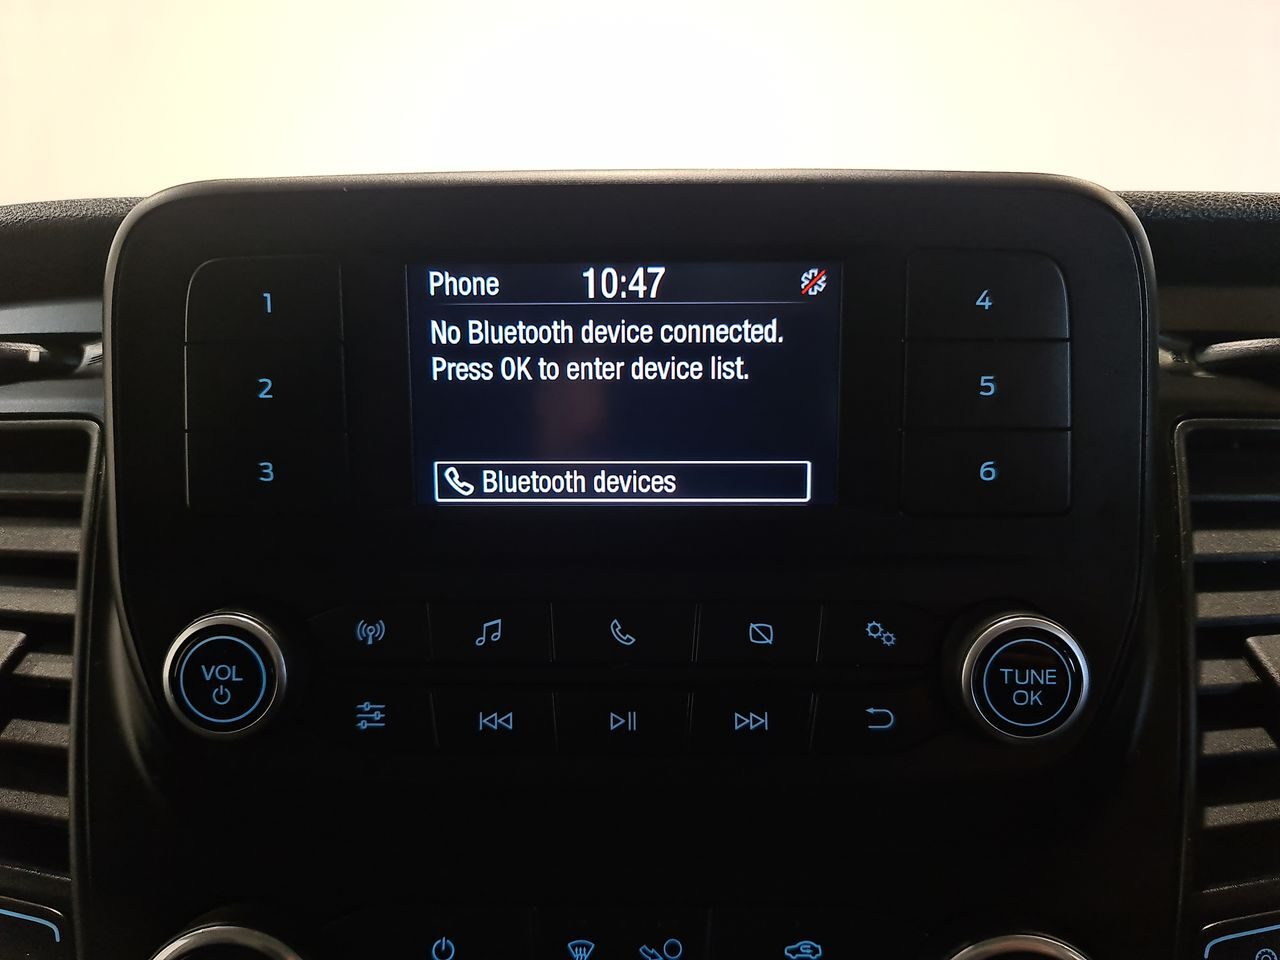 Phone 10:47
No Bluetooth device connected.
Press OK to enter device list.
Bluetooth devices
1
2
3
4
5
6
VOL
TUNE
OK